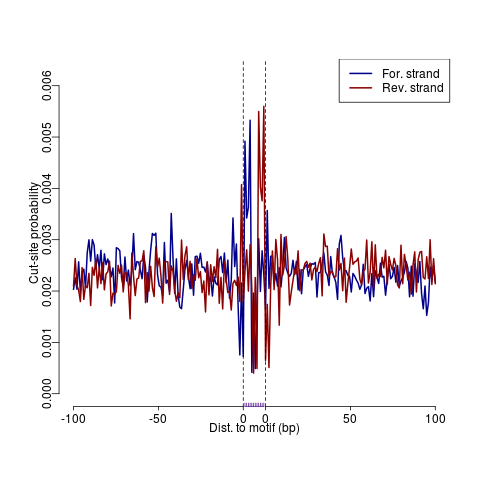 For. strand
Rev. strand
Cut-site probability
0.006
0.005
0.004
0.003
0.002
0.001
0.000
-100 -50 0 0 50 100
Dist. to motif (bp)